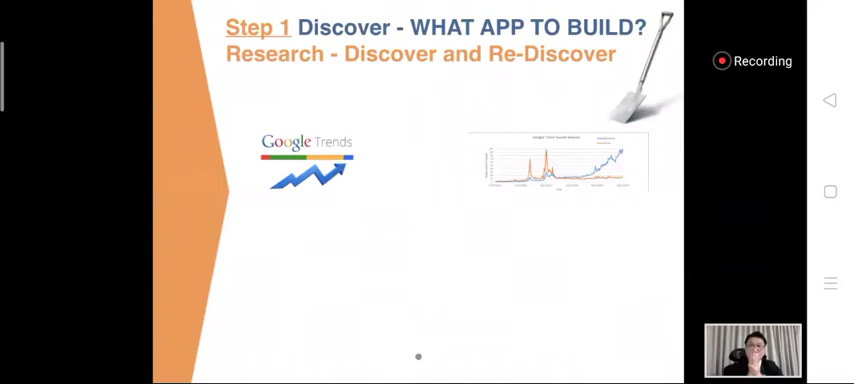 Step 1 Discover - WHAT APP TO BUILD?
Research - Discover and Re-Discover
Recording
Google Trends